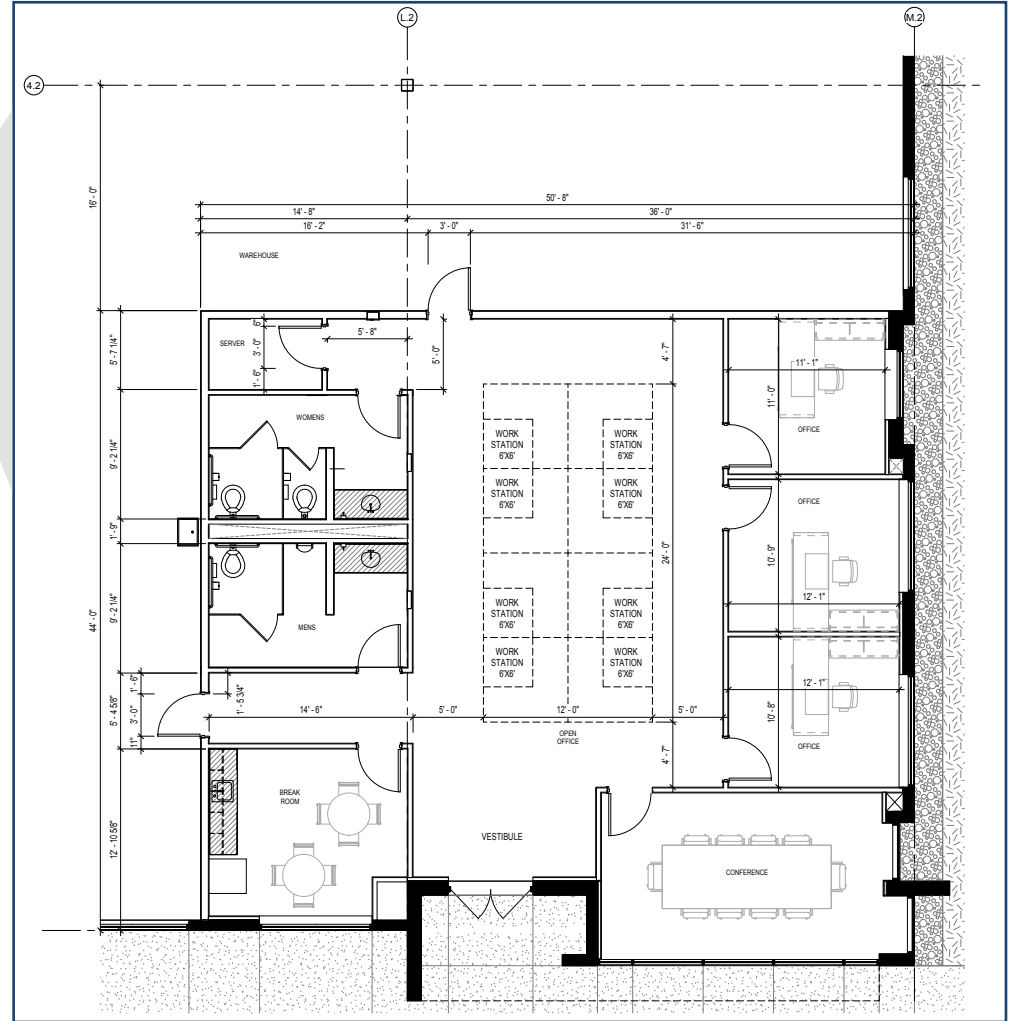 L.2
M.2
4.2
16' - 0"
50' - 8"
14' - 8"
36' - 0"
16' - 2"
3' - 0"
31' - 6"
WAREHOUSE
5' - 7 1/4"
SERVER
6"
3' - 0"
1' - 6"
5' - 8"
5' - 0"
4' - 7"
11' - 1"
11' - 0"
OFFICE
WOMENS
9' - 2 1/4"
WORK
STATION
6'X6'
WORK
STATION
6'X6'
WORK
STATION
6'X6'
WORK
STATION
6'X6'
OFFICE
1' - 9"
24' - 0"
10' - 9"
12' - 1"
44' - 0"
9' - 2 1/4"
MENS
WORK
STATION
6'X6'
WORK
STATION
6'X6'
WORK
STATION
6'X6'
WORK
STATION
6'X6'
1' - 6"
5' - 4 5/8"
3' - 0"
11"
1' - 5 3/4"
14' - 6"
5' - 0"
12' - 0"
5' - 0"
12' - 1"
10' - 8"
OPEN
OFFICE
OFFICE
4' - 7"
BREAK
ROOM
12' - 10 5/8"
VESTIBULE
CONFERENCE